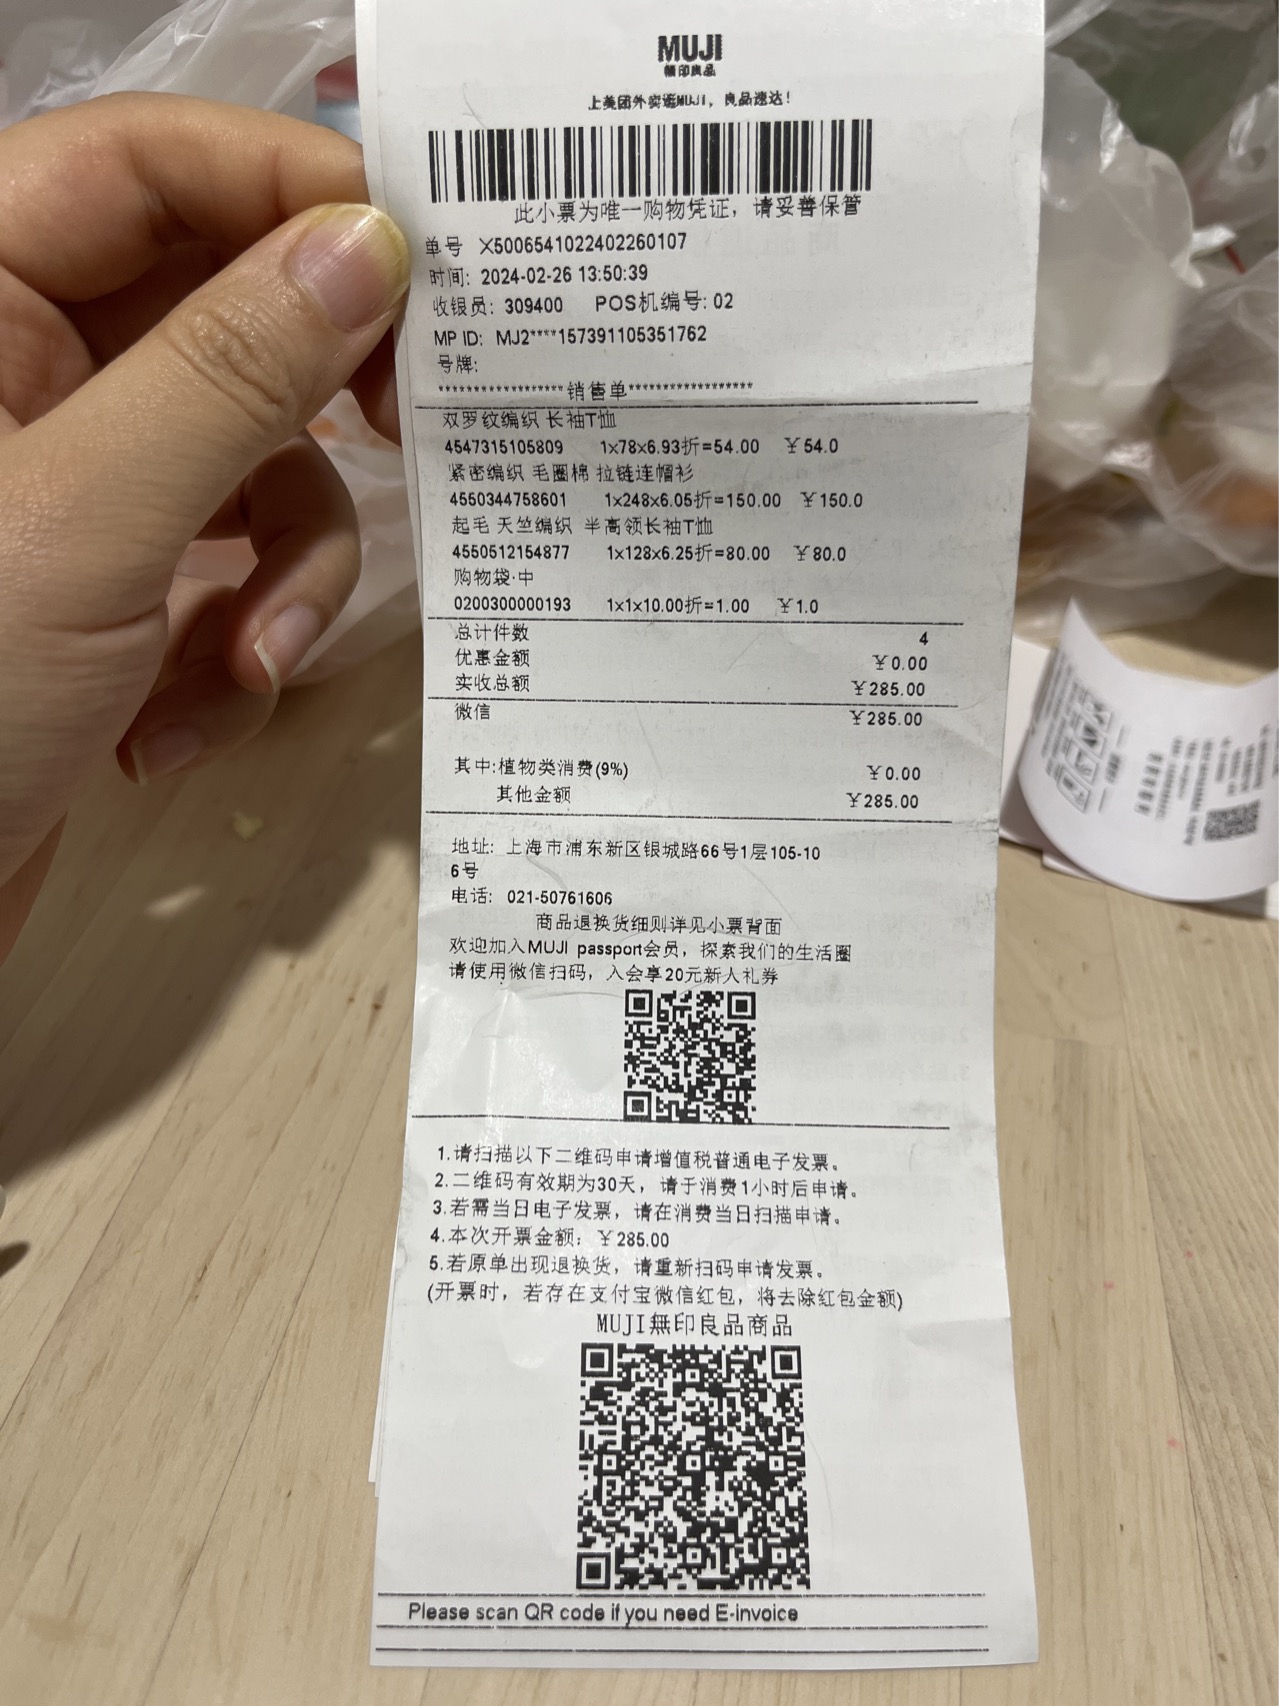 MUJI
無印良品
上美团外卖逛MUJI，良品速达！
此小票为唯一购物凭证，请妥善保管
单号 X5006541022402260107
时间: 2024-02-26 13:50:39
收银员: 309400 POS机编号: 02
MP ID: MJ2****157391105351762
号牌:
******************销售单******************
双罗纹编织 长袖T恤
4547315105809 1x78x6.93折=54.00 ￥54.0
紧密编织 毛圈棉 拉链连帽衫
4550344758601 1x248x6.05折=150.00 ￥150.0
起毛 天竺编织 半高领长袖T恤
4550512154877 1x128x6.25折=80.00 ￥80.0
购物袋·中
0200300000193 1x1x10.00折=1.00 ￥1.0
总计件数 4
优惠金额 ￥0.00
实收总额 ￥285.00
微信 ￥285.00
其中:植物类消费(9%) ￥0.00
其他金额 ￥285.00
地址: 上海市浦东新区银城路66号1层105-10
6号
电话: 021-50761606
商品退换货细则详见小票背面
欢迎加入MUJI passport会员，探索我们的生活圈
请使用微信扫码，入会享20元新人礼券
1.请扫描以下二维码申请增值税普通电子发票。
2.二维码有效期为30天，请于消费1小时后申请。
3.若需当日电子发票，请在消费当日扫描申请。
4.本次开票金额: ￥285.00
5.若原单出现退换货，请重新扫码申请发票。
(开票时，若存在支付宝微信红包，将去除红包金额)
MUJI無印良品商品
Please scan QR code if you need E-invoice